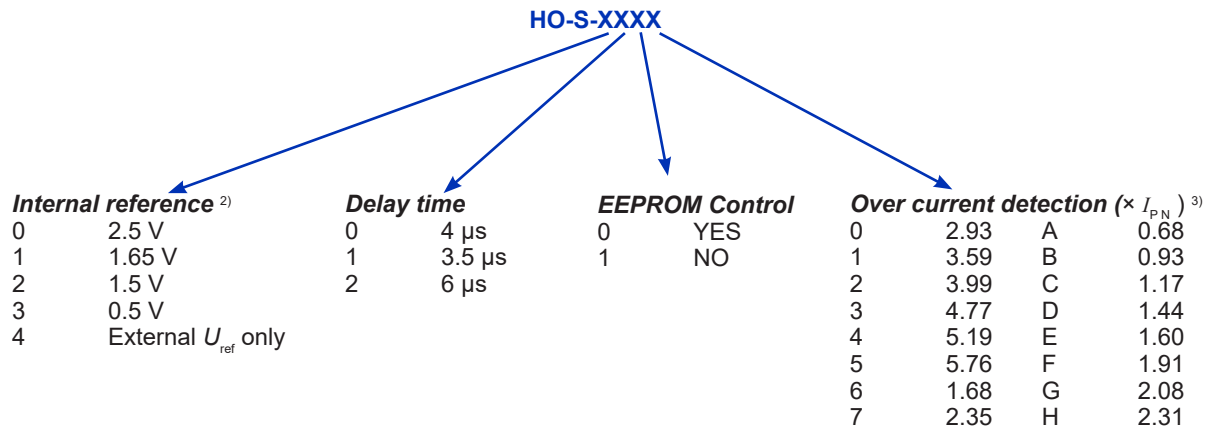 HO-S-XXXX
Internal reference 2) Delay time EEPROM Control Over current detection (× I PN ) 3)
0 2.5 V 0 4 µs 0 YES 0 2.93 A 0.68
1 1.65 V 1 3.5 µs 1 NO 1 3.59 B 0.93
2 1.5 V 2 6 µs 2 3.99 C 1.17
3 0.5 V 3 4.77 D 1.44
4 External U ref only 4 5.19 E 1.60
5 5.76 F 1.91
6 1.68 G 2.08
7 2.35 H 2.31